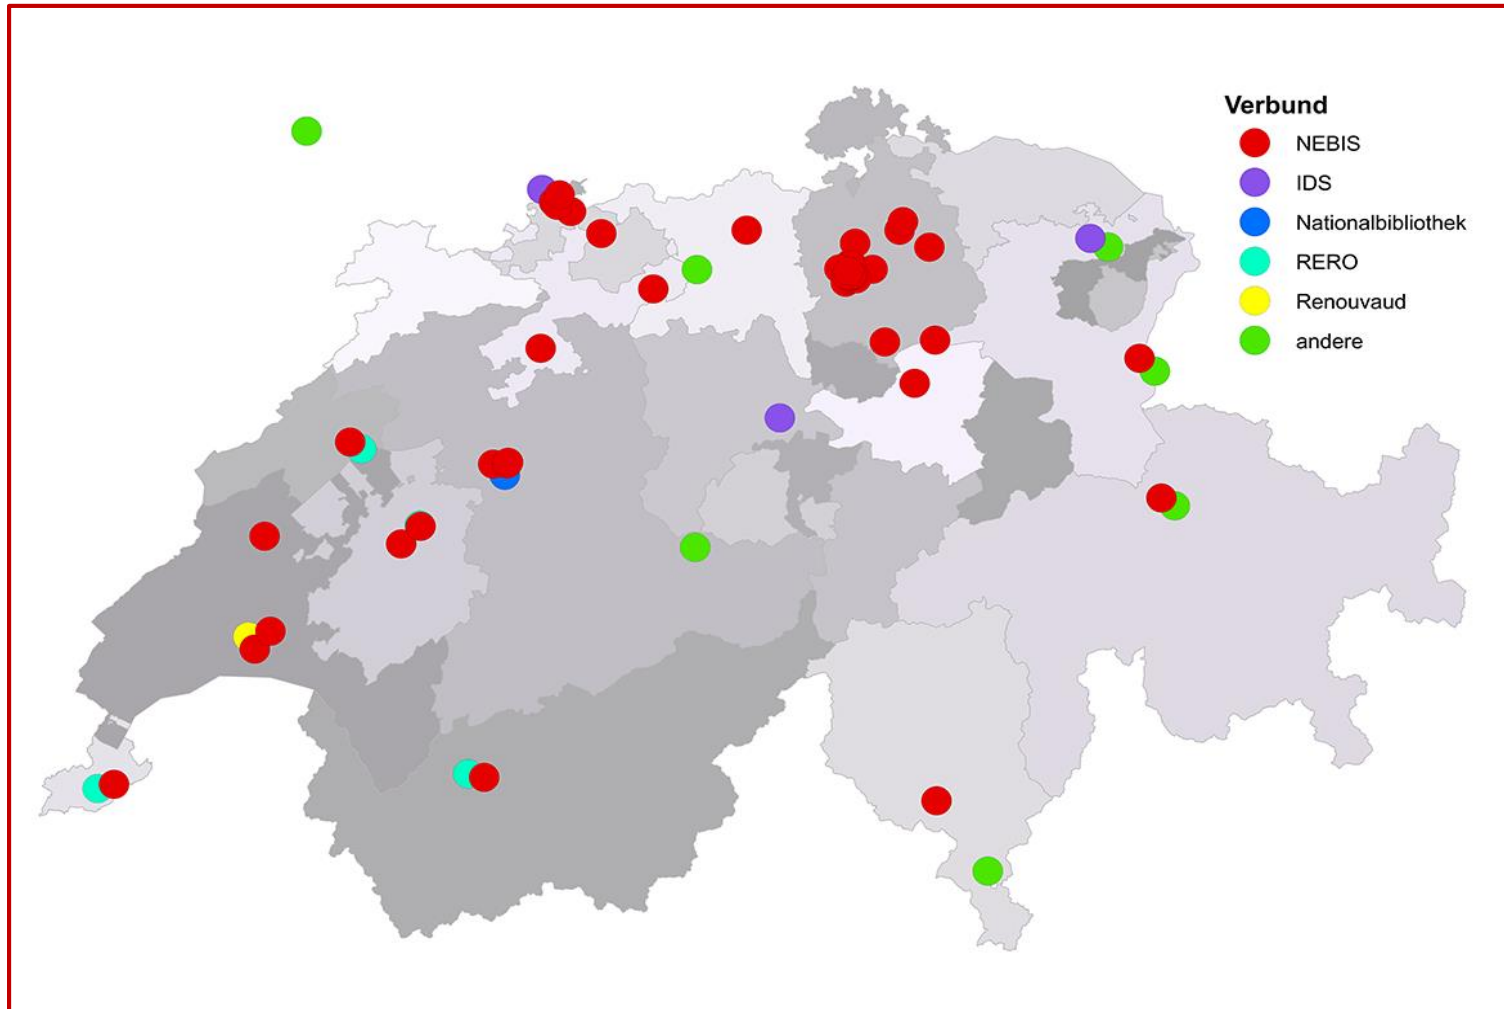 Verbund
NEBIS
IDS
Nationalbibliothek
RERO
Renouvaud
andere